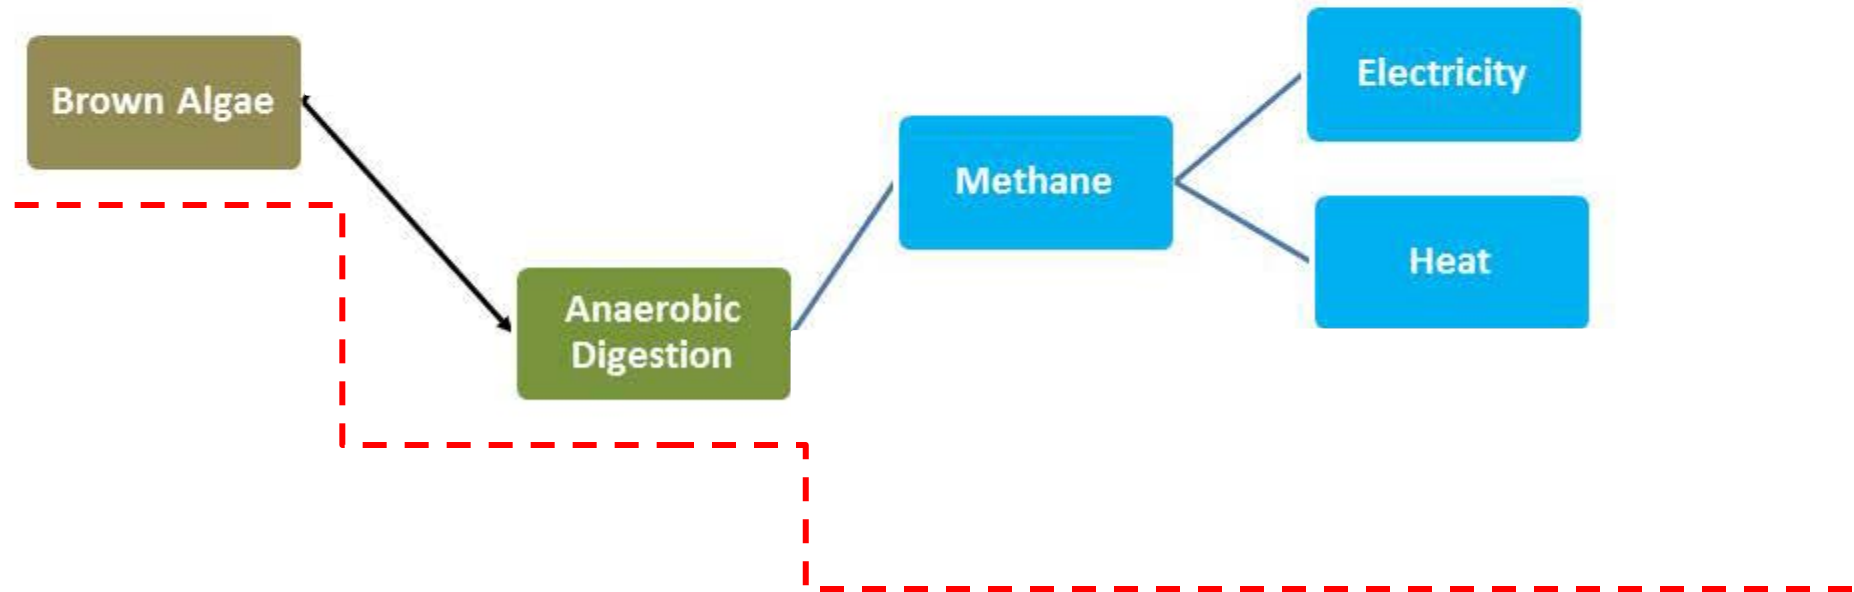 Brown Algae
Anaerobic
Digestion
Methane
Electricity
Heat